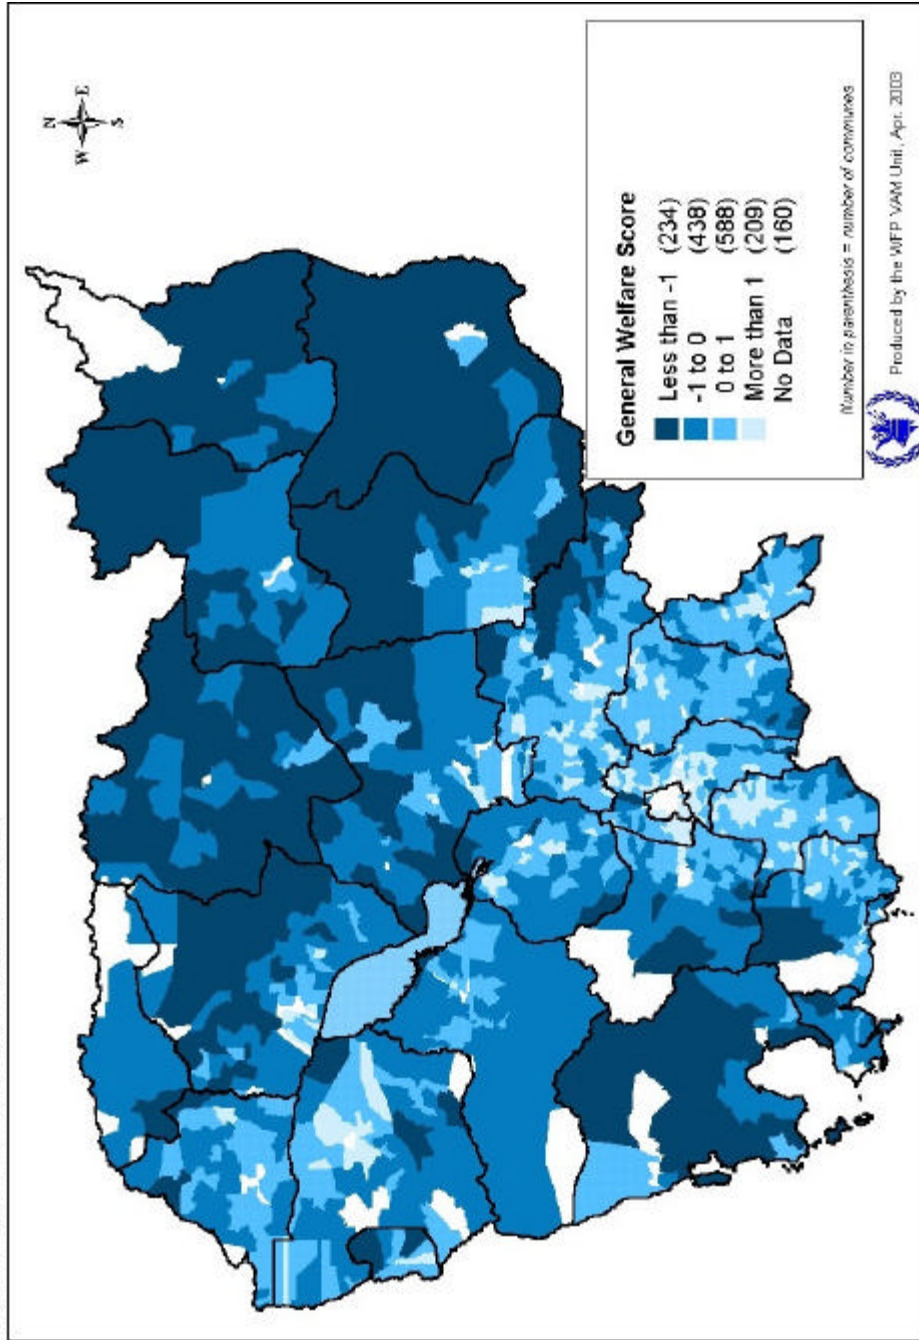 N
W E
S
General Welfare Score
Less than -1 (234)
-1 to 0 (438)
0 to 1 (588)
More than 1 (209)
No Data (160)
Number in parenthesis = number of communes
Produced by the WFP VAM Unit, Apr. 2003